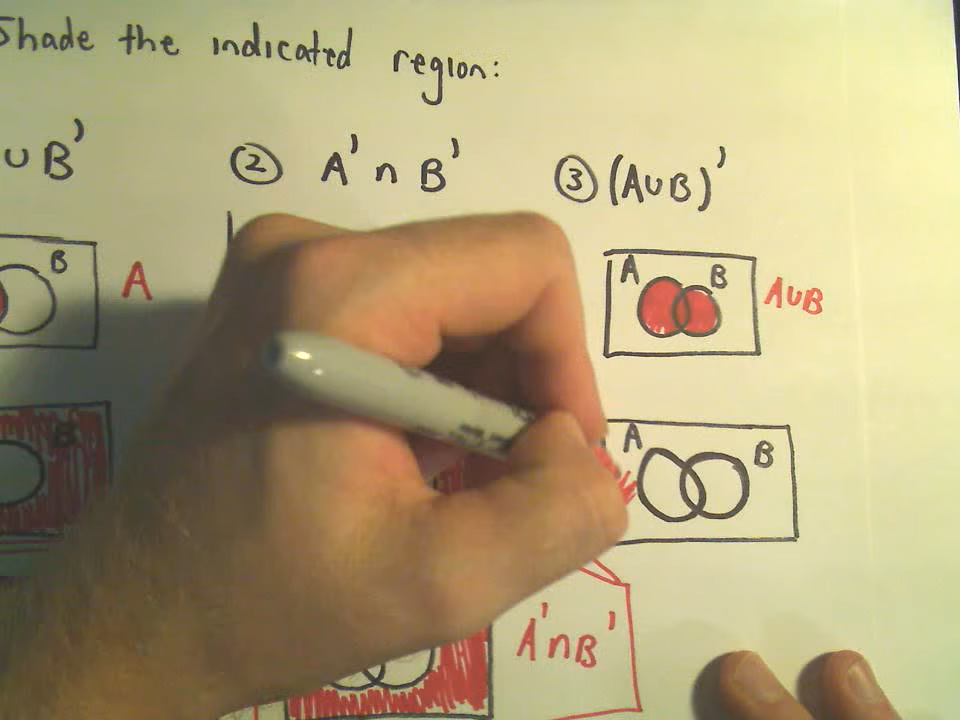 Shade the indicated region:
∪ B' ② A' ∩ B' ③ (A∪B)'
B A A B A∪B
B A B
A'∩B'